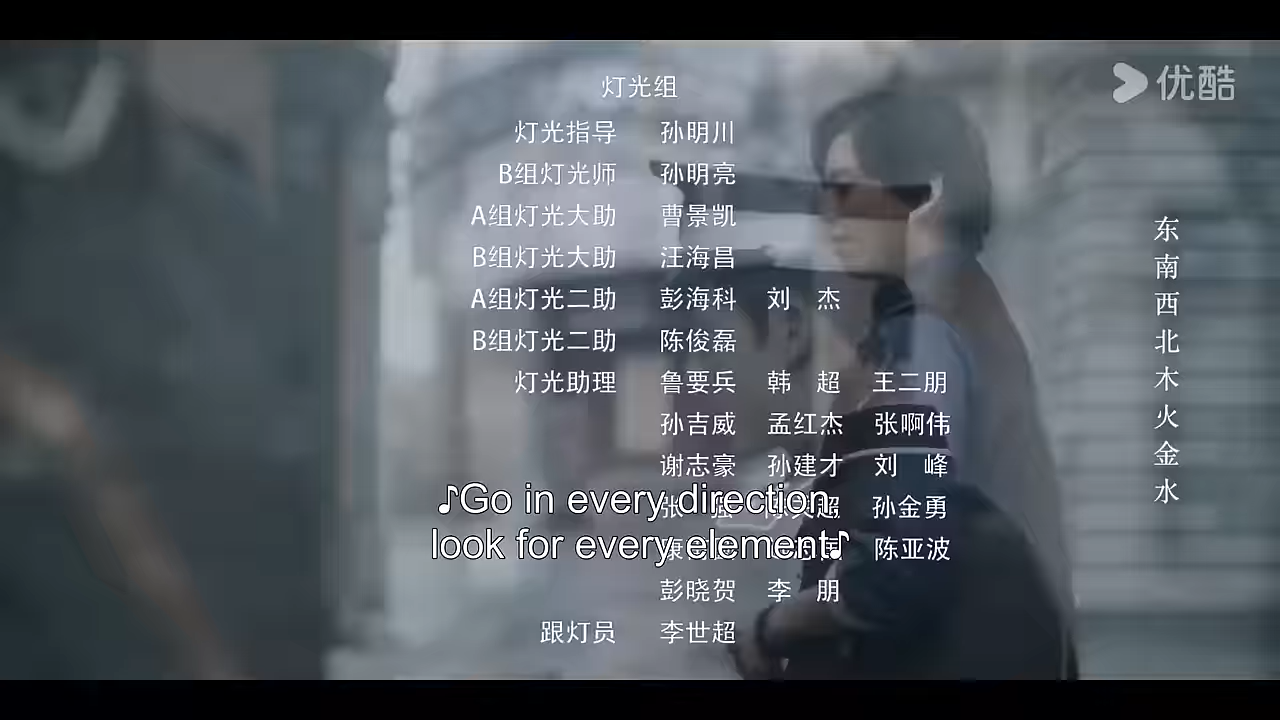 优酷
灯光组
灯光指导 孙明川
B组灯光师 孙明亮
A组灯光大助 曹景凯
B组灯光大助 汪海昌
A组灯光二助 彭海科 刘 杰
B组灯光二助 陈俊磊
灯光助理 鲁要兵 韩 超 王二朋
孙吉威 孟红杰 张啊伟
谢志豪 孙建才 刘 峰
张 超 孙金勇
康 陈亚波
彭晓贺 李 朋
跟灯员 李世超
♪Go in every direction
look for every element♪
东南西北木火金水